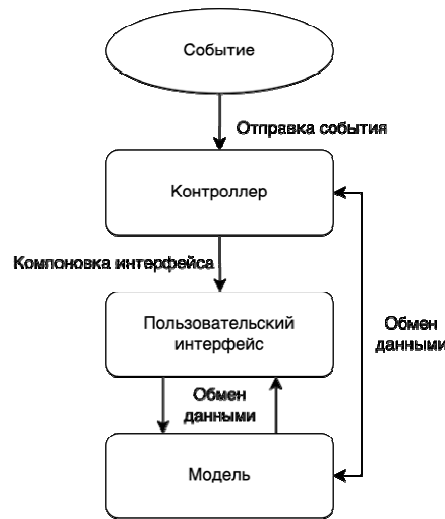 Событие
Отправка события
Контроллер
Компоновка интерфейса
Пользовательский
интерфейс
Обмен
данными
Обмен
данными
Модель